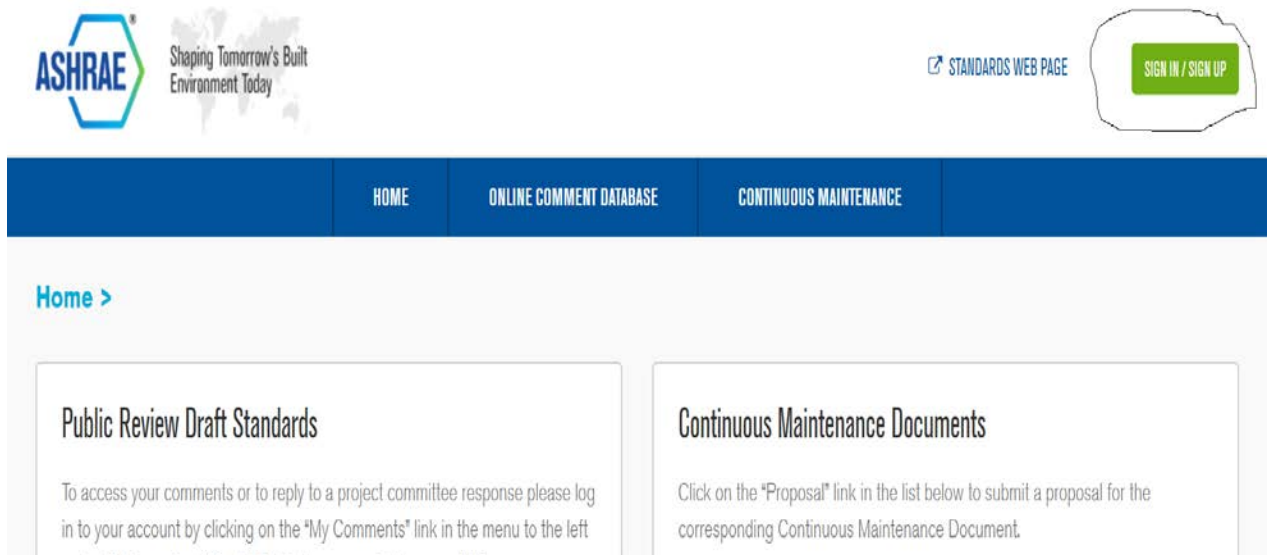 ASHRAE®
Shaping Tomorrow's Built
Environment Today
STANDARDS WEB PAGE
SIGN IN / SIGN UP
HOME
ONLINE COMMENT DATABASE
CONTINUOUS MAINTENANCE
Home >
Public Review Draft Standards
To access your comments or to reply to a project committee response please log
in to your account by clicking on the "My Comments" link in the menu to the left
Continuous Maintenance Documents
Click on the "Proposal" link in the list below to submit a proposal for the
corresponding Continuous Maintenance Document.